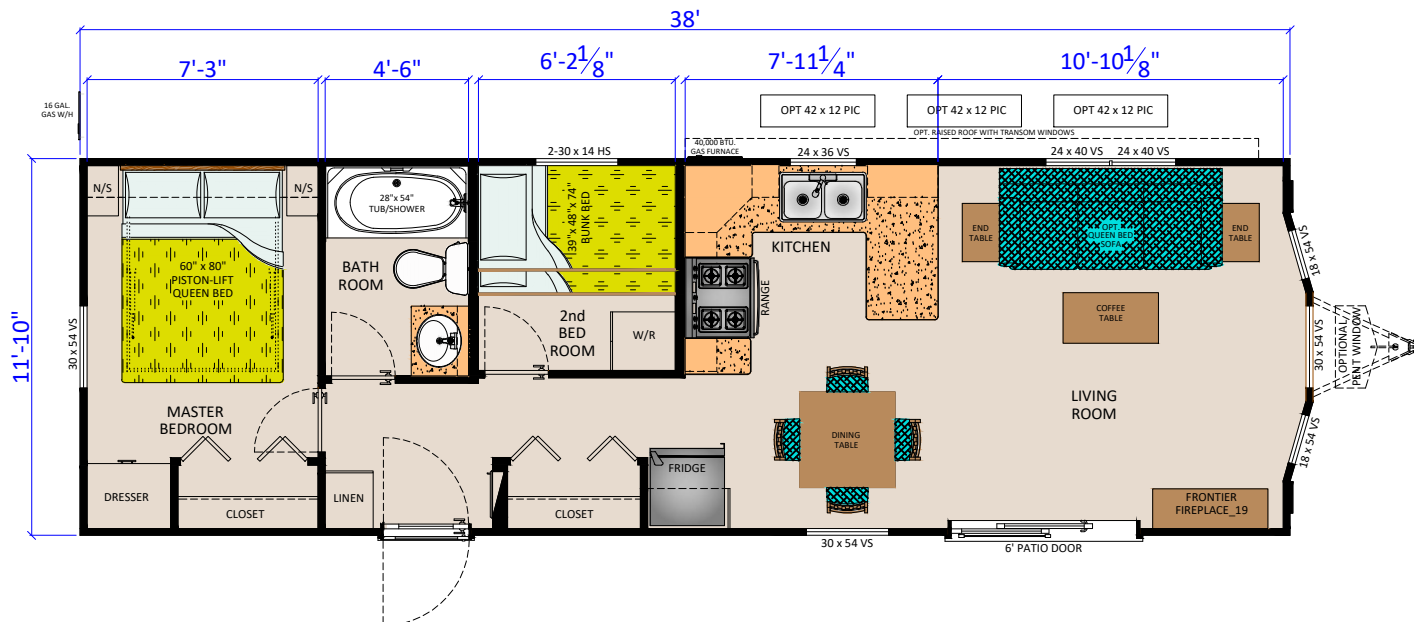 38'
7'-3"
4'-6"
6'-2 1/8"
7'-11 1/4"
10'-10 1/8"
16 GAL.
GAS W/H
OPT 42 x 12 PIC
OPT 42 x 12 PIC
OPT 42 x 12 PIC
OPT. RAISED ROOF WITH TRANSOM WINDOWS
40,000 BTU.
GAS FURNACE
2-30 x 14 HS
24 x 36 VS
24 x 40 VS
24 x 40 VS
11'-10"
N/S
N/S
60" x 80"
PISTON-LIFT
QUEEN BED
30 x 54 VS
MASTER
BEDROOM
DRESSER
CLOSET
28"x 54"
TUB/SHOWER
BATH
ROOM
LINEN
39" x 48" x 74"
BUNK BED
2nd
BED
ROOM
W/R
CLOSET
KITCHEN
RANGE
FRIDGE
DINING
TABLE
30 x 54 VS
END
TABLE
OPT.
QUEEN BED
SOFA
END
TABLE
COFFEE
TABLE
LIVING
ROOM
FRONTIER
FIREPLACE_19
6' PATIO DOOR
18 x 54 VS
30 x 54 VS
18 x 54 VS
OPTIONAL
PENT WINDOW